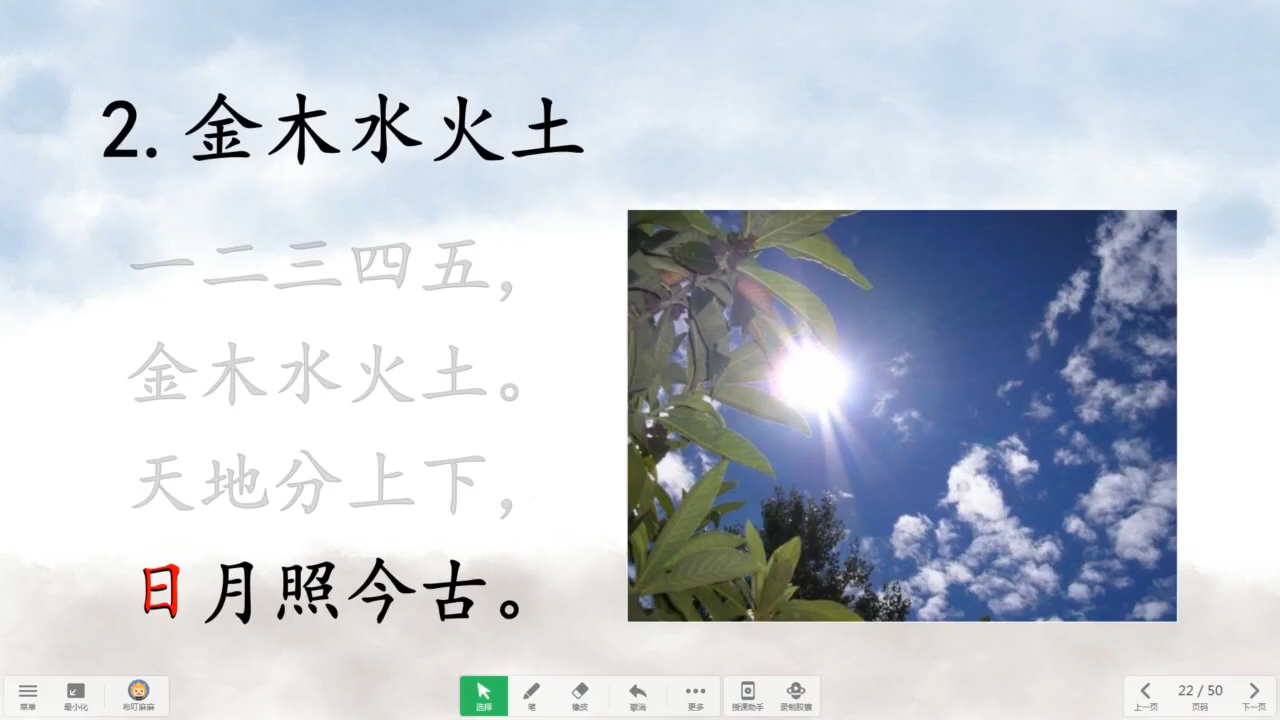 2. 金木水火土
一二三四五，
金木水火土。
天地分上下，
日月照今古。
菜单 最小化 布叮麻麻 选择 笔 橡皮 撤消 更多 授课助手 录制胶囊 上一页 22 / 50 页码 下一页